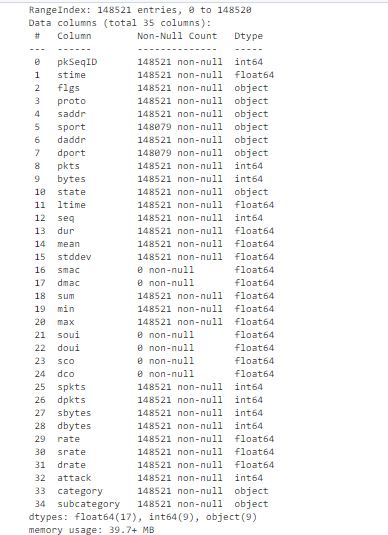 RangeIndex: 148521 entries, 0 to 148520
Data columns (total 35 columns):
 #   Column       Non-Null Count   Dtype
---  ------       --------------   -----
 0   pkSeqID      148521 non-null  int64
 1   stime        148521 non-null  float64
 2   flgs         148521 non-null  object
 3   proto        148521 non-null  object
 4   saddr        148521 non-null  object
 5   sport        148079 non-null  object
 6   daddr        148521 non-null  object
 7   dport        148079 non-null  object
 8   pkts         148521 non-null  int64
 9   bytes        148521 non-null  int64
 10  state        148521 non-null  object
 11  ltime        148521 non-null  float64
 12  seq          148521 non-null  int64
 13  dur          148521 non-null  float64
 14  mean         148521 non-null  float64
 15  stddev       148521 non-null  float64
 16  smac         0 non-null       float64
 17  dmac         0 non-null       float64
 18  sum          148521 non-null  float64
 19  min          148521 non-null  float64
 20  max          148521 non-null  float64
 21  soui         0 non-null       float64
 22  doui         0 non-null       float64
 23  sco          0 non-null       float64
 24  dco          0 non-null       float64
 25  spkts        148521 non-null  int64
 26  dpkts        148521 non-null  int64
 27  sbytes       148521 non-null  int64
 28  dbytes       148521 non-null  int64
 29  rate         148521 non-null  float64
 30  srate        148521 non-null  float64
 31  drate        148521 non-null  float64
 32  attack       148521 non-null  int64
 33  category     148521 non-null  object
 34  subcategory  148521 non-null  object
dtypes: float64(17), int64(9), object(9)
memory usage: 39.7+ MB